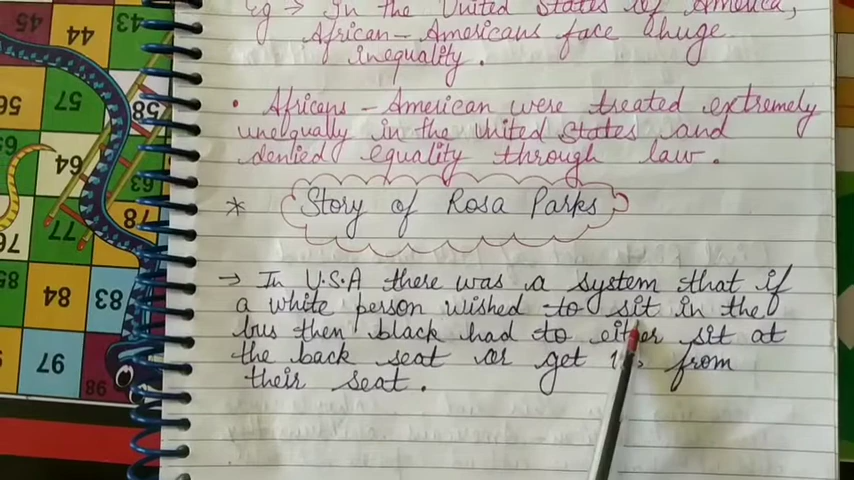 Eg → In the United States of America,
African-Americans face a huge
inequality.
• Africans-American were treated extremely
unequally in the United States and
denied equality through law.
* Story of Rosa Parks
→ In U.S.A there was a system that if
a white person wished to sit in the
bus then black had to either sit at
the back seat or get from
their seat.
45
44
43
56
57
58
64
63
77
78
85
84
83
97
98